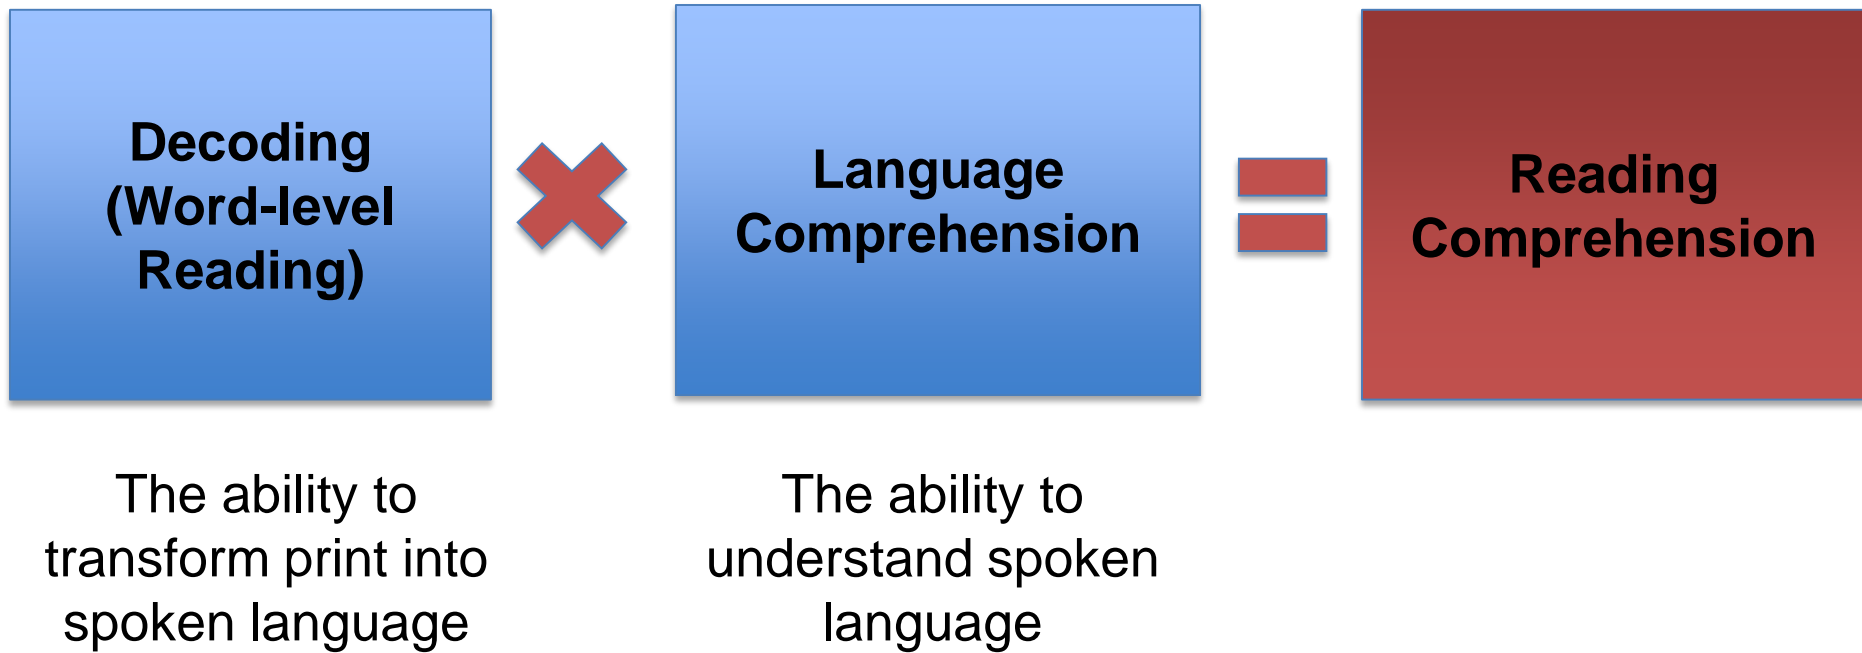 Decoding
(Word-level
Reading)
Language
Comprehension
Reading
Comprehension
The ability to
transform print into
spoken language
The ability to
understand spoken
language